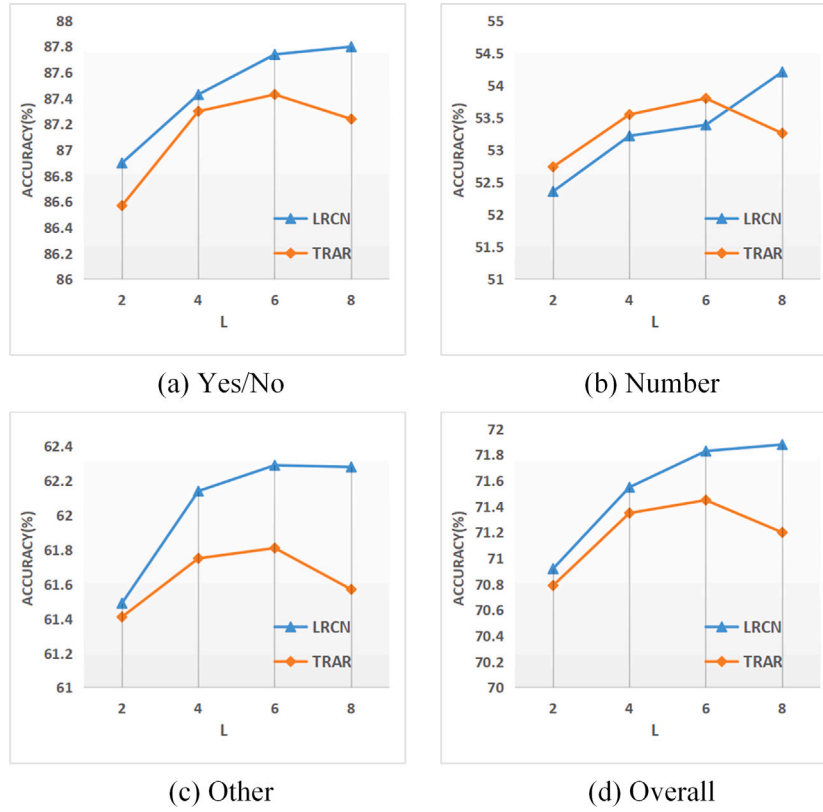 88
87.8
87.6
87.4
87.2
87
86.8
86.6
86.4
86.2
86
ACCURACY(%)
LRCN
TRAR
2 4 6 8
L
(a) Yes/No
55
54.5
54
53.5
53
52.5
52
51.5
51
ACCURACY(%)
LRCN
TRAR
2 4 6 8
L
(b) Number
62.4
62.2
62
61.8
61.6
61.4
61.2
61
ACCURACY(%)
LRCN
TRAR
2 4 6 8
L
(c) Other
72
71.8
71.6
71.4
71.2
71
70.8
70.6
70.4
70.2
70
ACCURACY(%)
LRCN
TRAR
2 4 6 8
L
(d) Overall